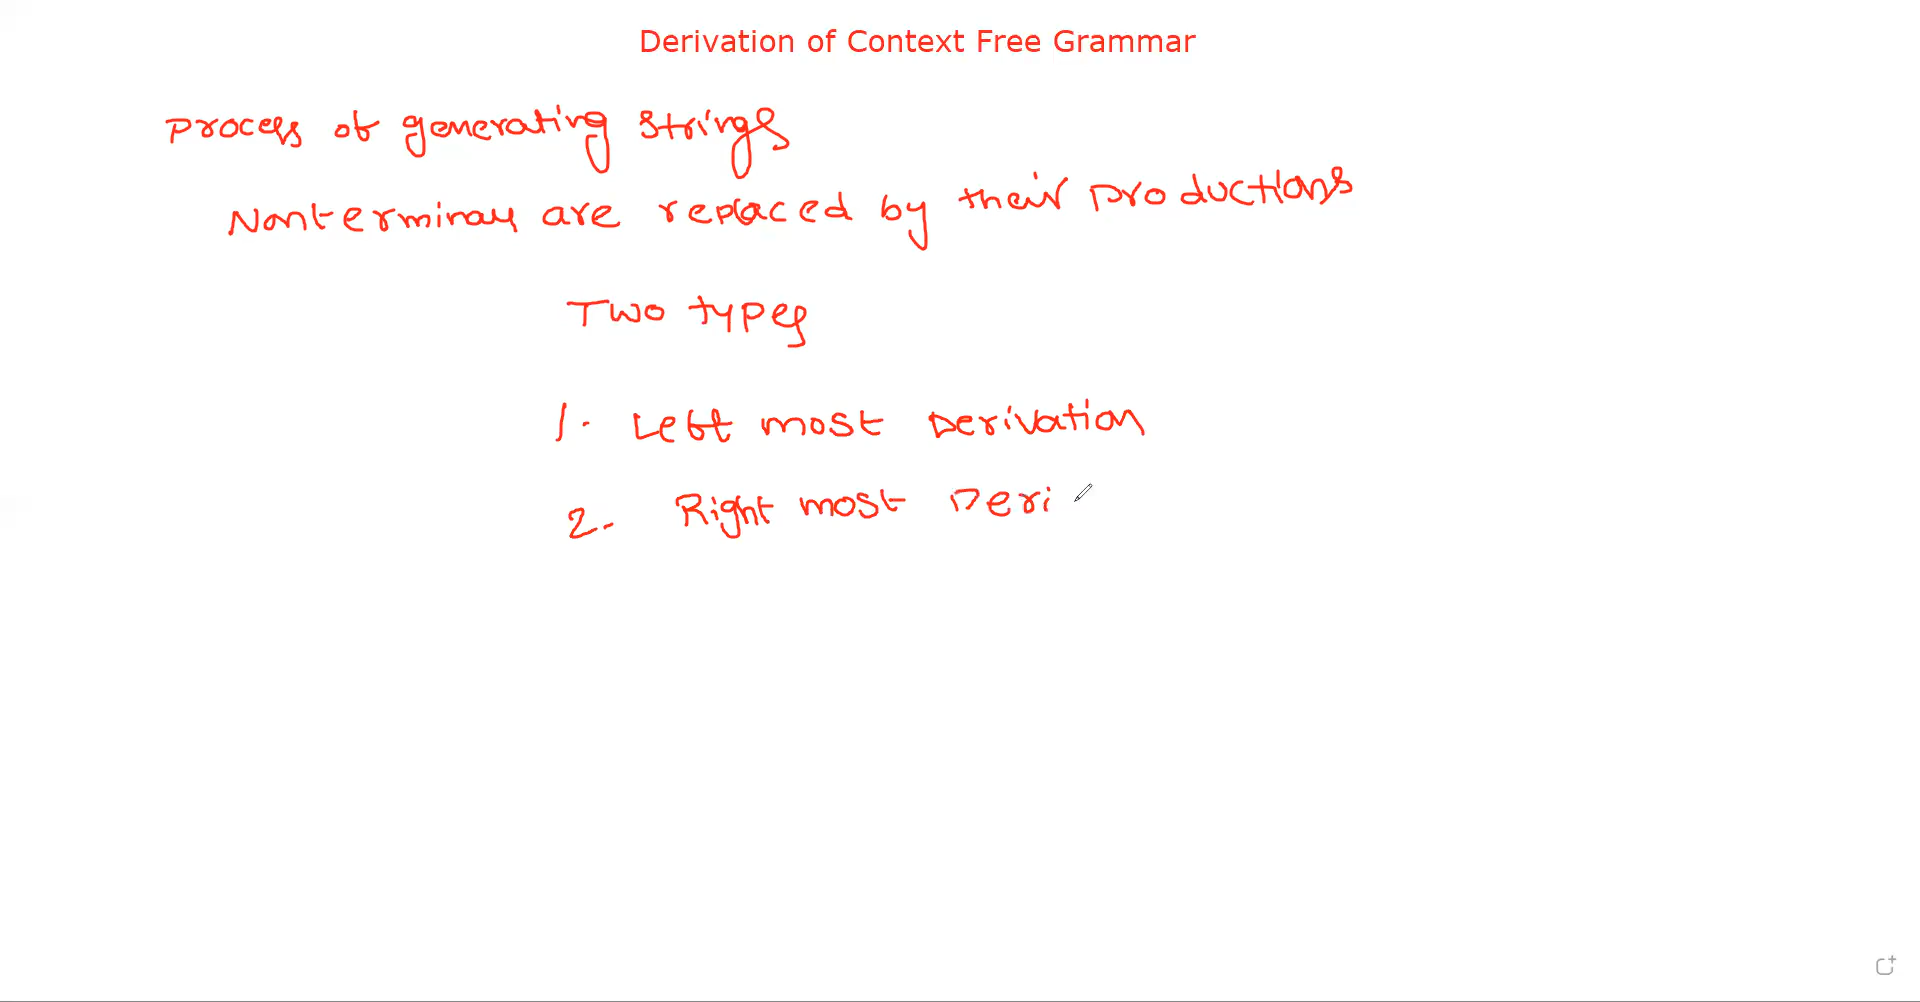 Derivation of Context Free Grammar
Process of generating strings
Nonterminals are replaced by their productions
Two types
1. Left most Derivation
2. Right most Deri